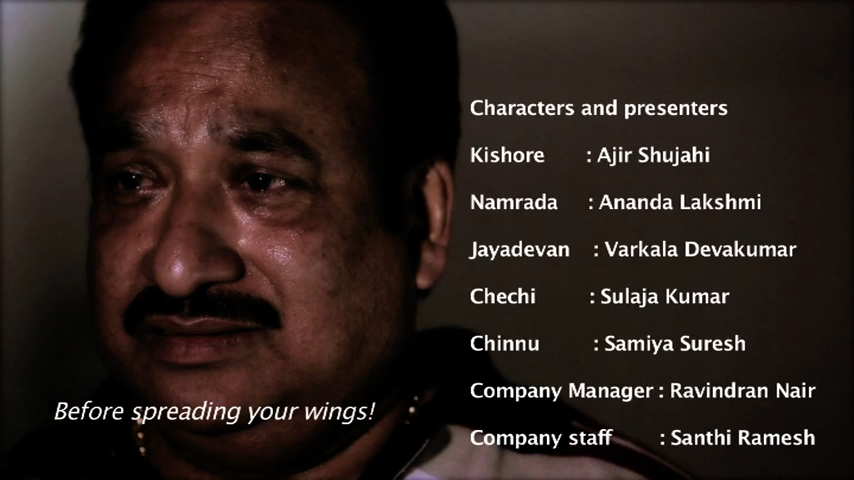 Characters and presenters
Kishore : Ajir Shujahi
Namrada : Ananda Lakshmi
Jayadevan : Varkala Devakumar
Chechi : Sulaja Kumar
Chinnu : Samiya Suresh
Company Manager : Ravindran Nair
Company staff : Santhi Ramesh
Before spreading your wings!